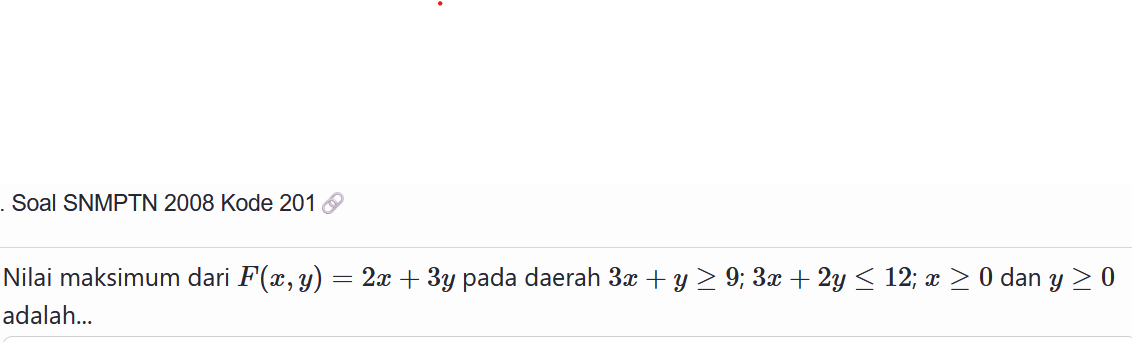 . Soal SNMPTN 2008 Kode 201
Nilai maksimum dari F(x, y) = 2x + 3y pada daerah 3x + y ≥ 9; 3x + 2y ≤ 12; x ≥ 0 dan y ≥ 0
adalah...